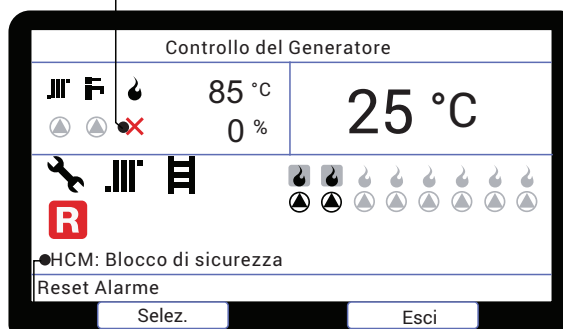 Controllo del Generatore
85 °C
25 °C
0 %
R
HCM: Blocco di sicurezza
Reset Alarme
Selez.
Esci